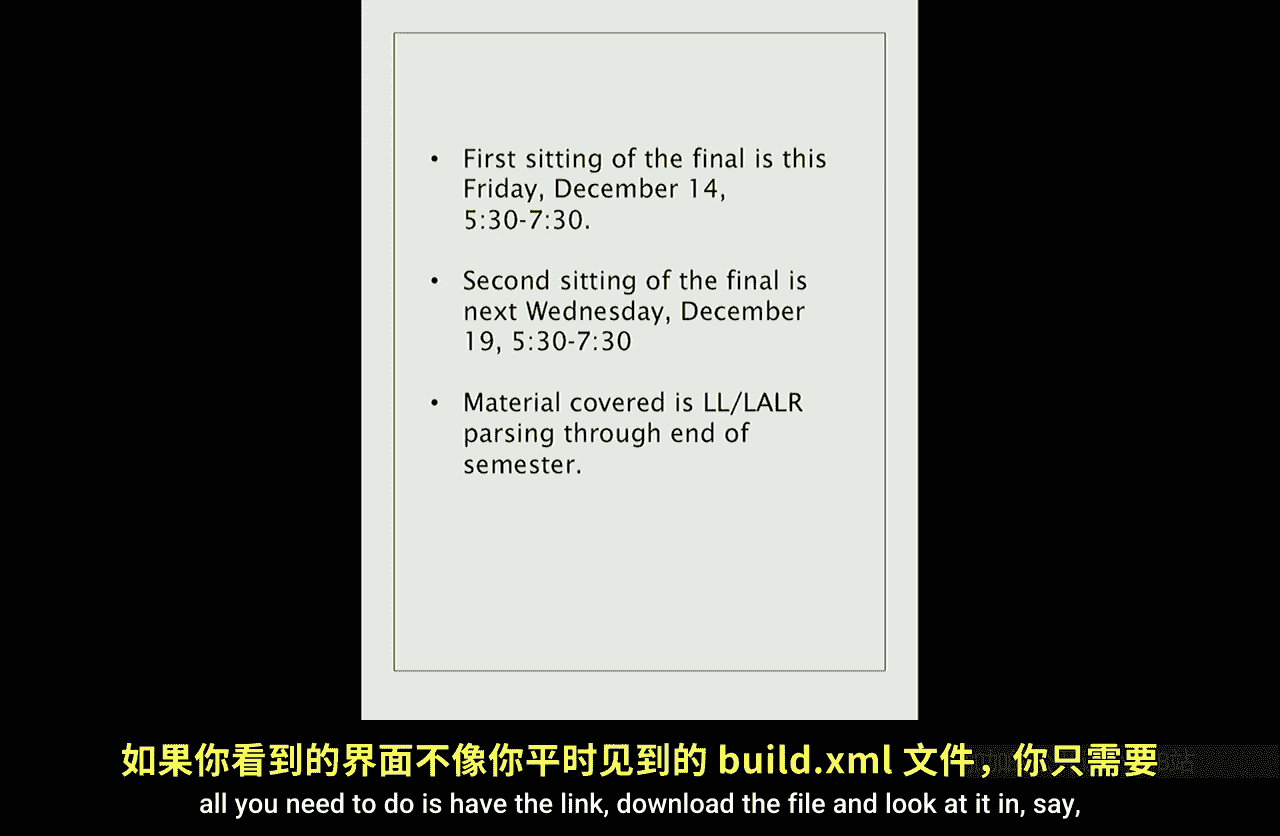 • First sitting of the final is this
Friday, December 14,
5:30-7:30.
• Second sitting of the final is
next Wednesday, December
19, 5:30-7:30
• Material covered is LL/LALR
parsing through end of
semester.
如果你看到的界面不像你平时见到的 build.xml 文件，你只需要
all you need to do is have the link, download the file and look at it in, say,